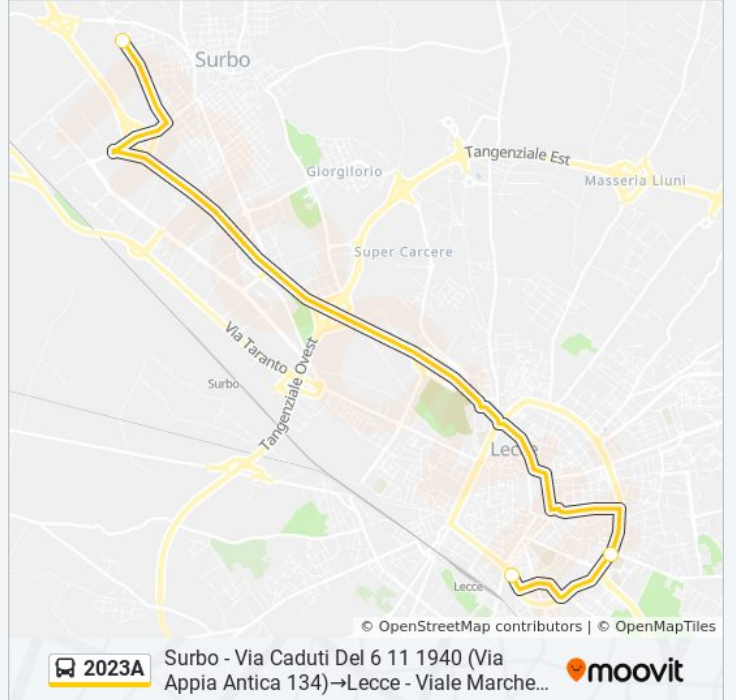 Surbo
Tangenziale Est
Giorgilorio
Masseria Liuni
Super Carcere
Via Taranto
Tangenziale Ovest
Surbo
Lecce
Lecce
© OpenStreetMap contributors | © OpenMapTiles
2023A
Surbo - Via Caduti Del 6 11 1940 (Via
Appia Antica 134)→Lecce - Viale Marche...
moovit